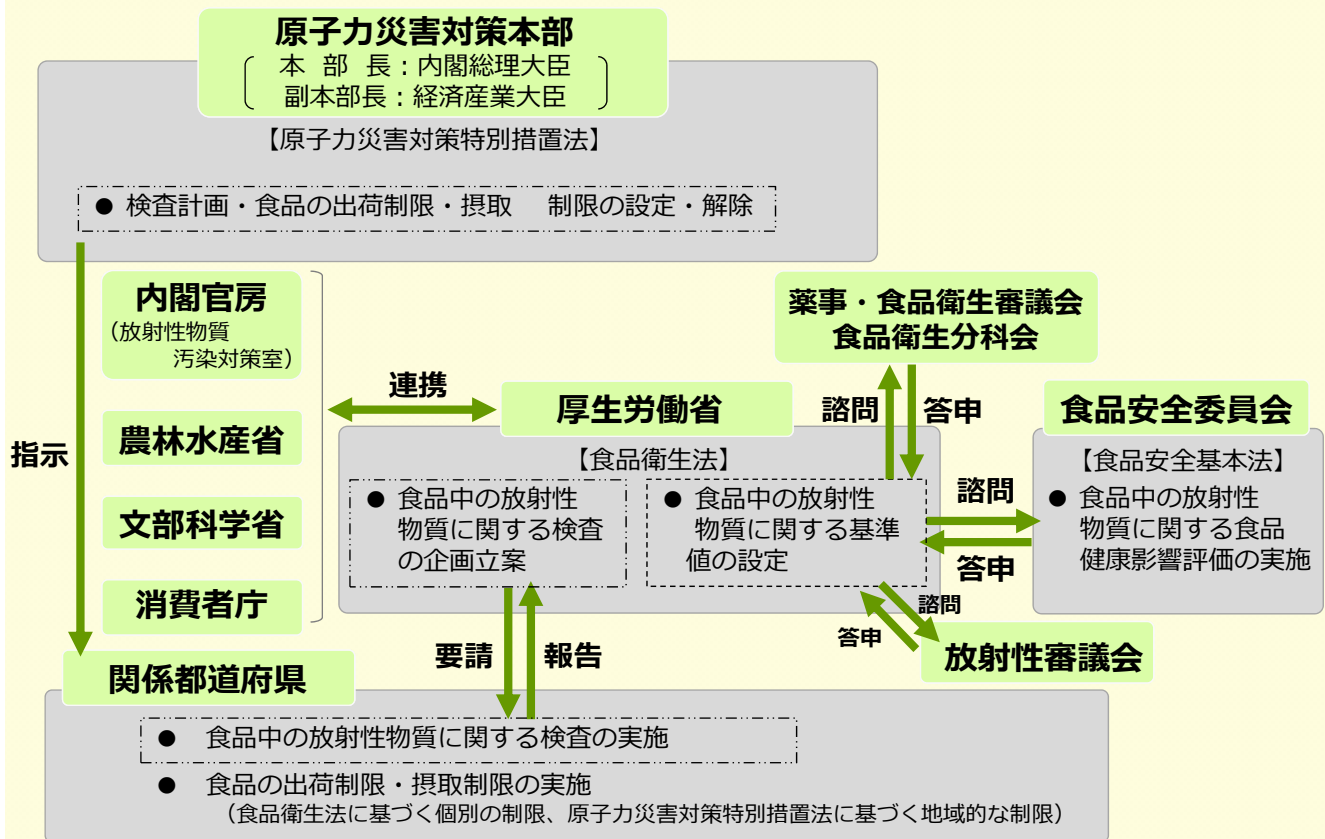 原子力災害対策本部
本 部 長：内閣総理大臣
副本部長：経済産業大臣
【原子力災害対策特別措置法】
● 検査計画・食品の出荷制限・摂取　制限の設定・解除
指示
内閣官房
（放射性物質
汚染対策室）
農林水産省
文部科学省
消費者庁
連携
厚生労働省
【食品衛生法】
● 食品中の放射性
物質に関する検査
の企画立案
● 食品中の放射性
物質に関する基準
値の設定
薬事・食品衛生審議会
食品衛生分科会
諮問
答申
食品安全委員会
【食品安全基本法】
● 食品中の放射性
物質に関する食品
健康影響評価の実施
諮問
答申
諮問
答申
放射性審議会
要請
報告
関係都道府県
● 食品中の放射性物質に関する検査の実施
● 食品の出荷制限・摂取制限の実施
（食品衛生法に基づく個別の制限、原子力災害対策特別措置法に基づく地域的な制限）